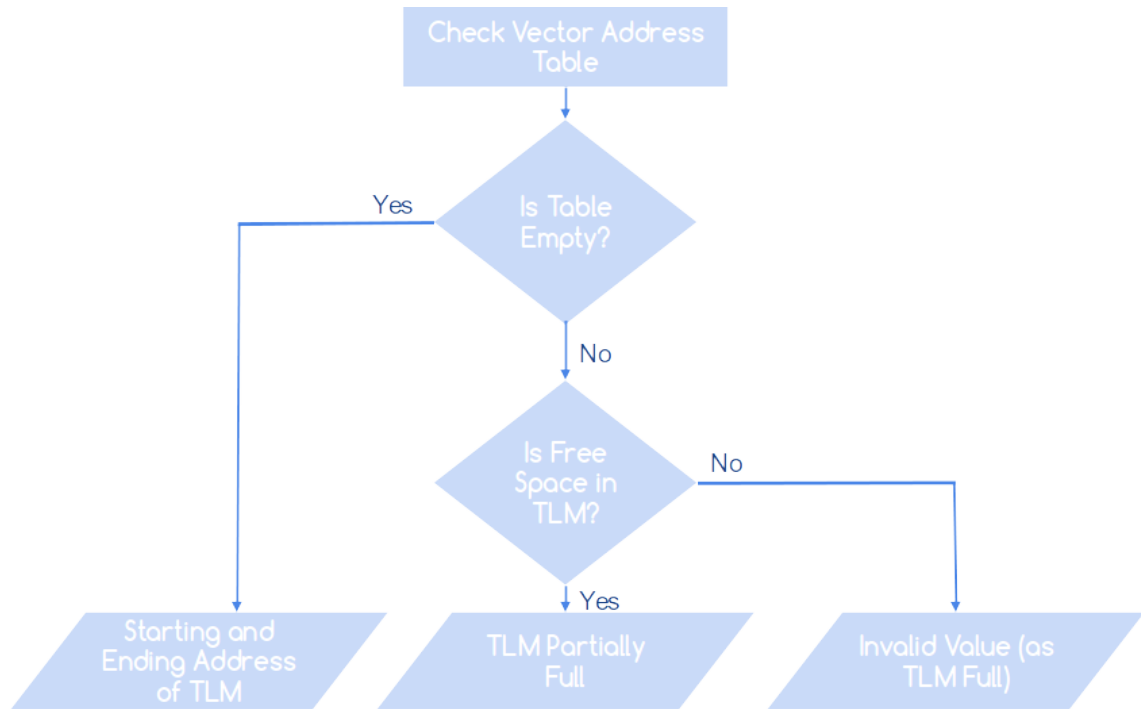 Check Vector Address
Table
Yes
Is Table
Empty?
No
Is Free
Space in
TLM?
No
Yes
Starting and
Ending Address
of TLM
TLM Partially
Full
Invalid Value (as
TLM Full)